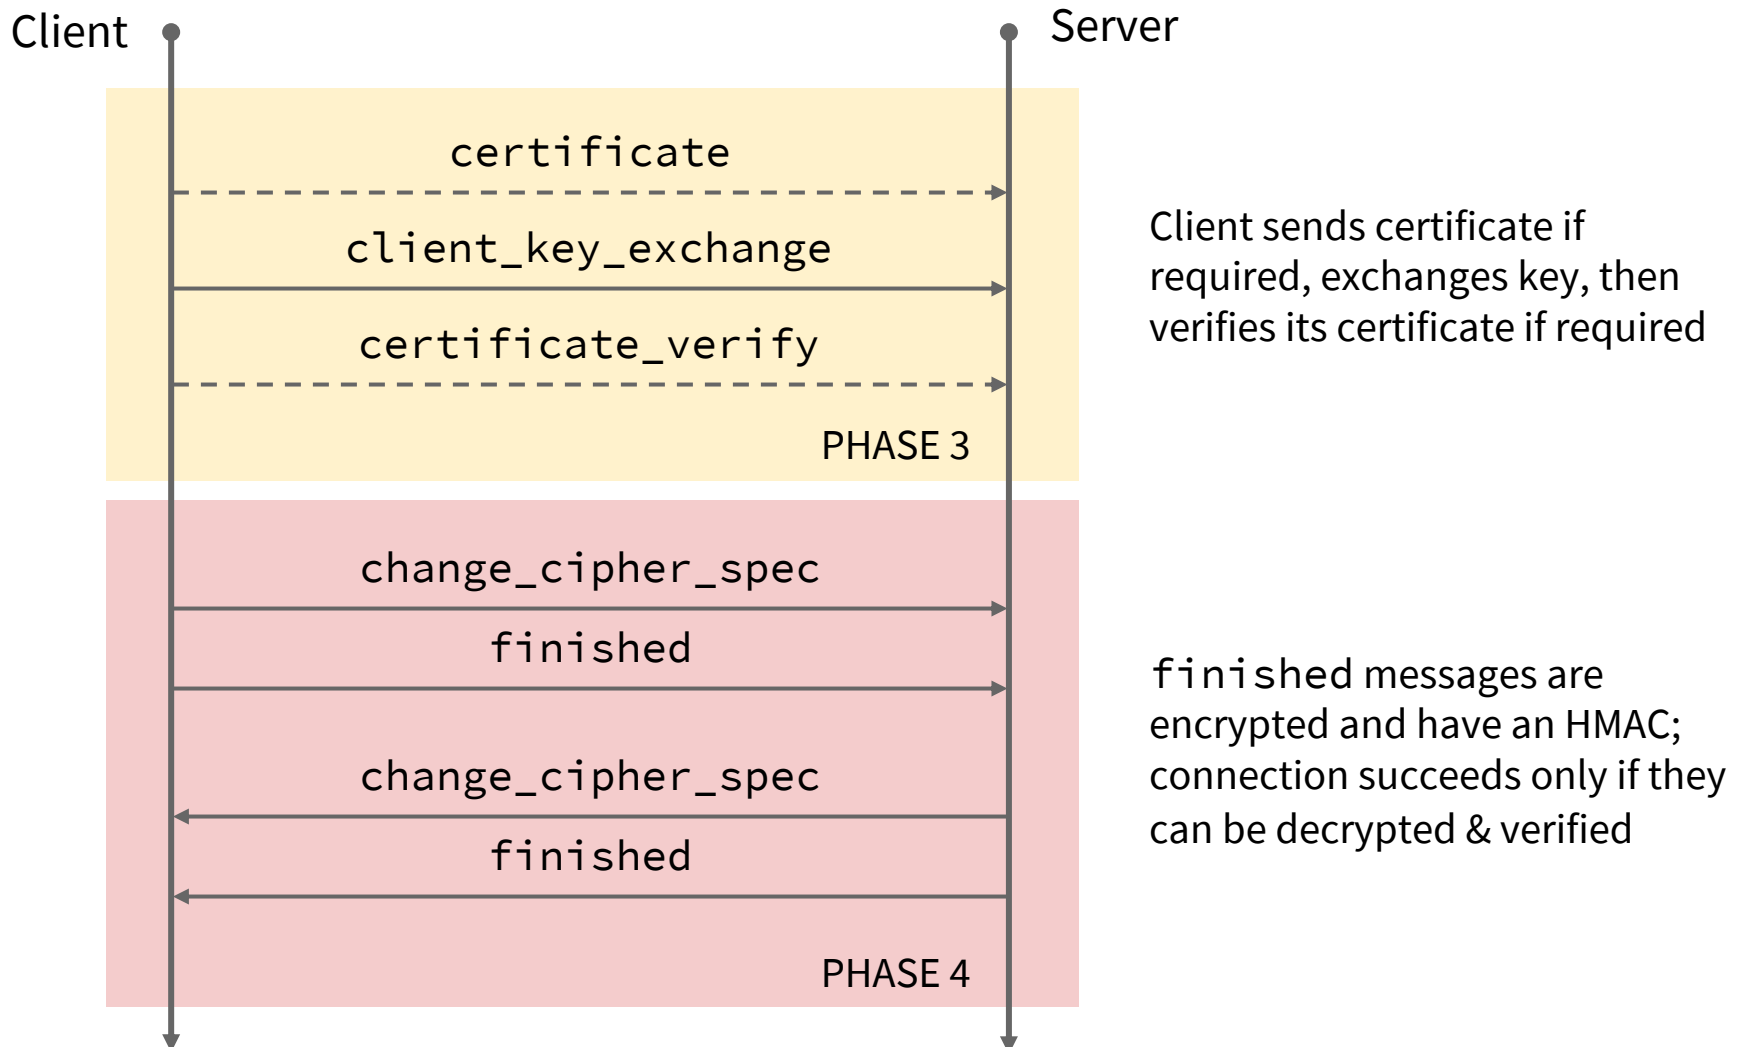 Client
Server
certificate
client_key_exchange
certificate_verify
PHASE 3
Client sends certificate if
required, exchanges key, then
verifies its certificate if required
change_cipher_spec
finished
change_cipher_spec
finished
PHASE 4
finished messages are
encrypted and have an HMAC;
connection succeeds only if they
can be decrypted & verified